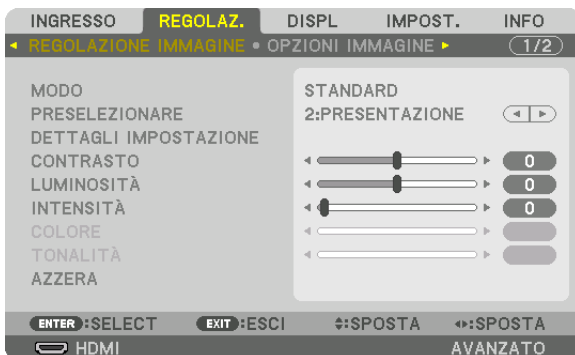 INGRESSO REGOLAZ. DISPL IMPOST. INFO
REGOLAZIONE IMMAGINE OPZIONI IMMAGINE 1/2
MODO STANDARD
PRESELEZIONARE 2:PRESENTAZIONE
DETTAGLI IMPOSTAZIONE
CONTRASTO 0
LUMINOSITÀ 0
INTENSITÀ 0
COLORE
TONALITÀ
AZZERA
ENTER :SELECT EXIT :ESCI :SPOSTA :SPOSTA
HDMI AVANZATO